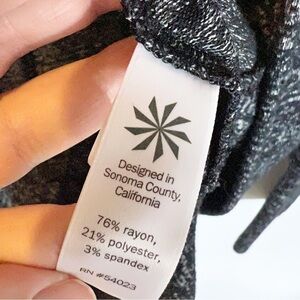 Designed in
Sonoma County,
California
76% rayon,
21% polyester,
3% spandex
RN #54023